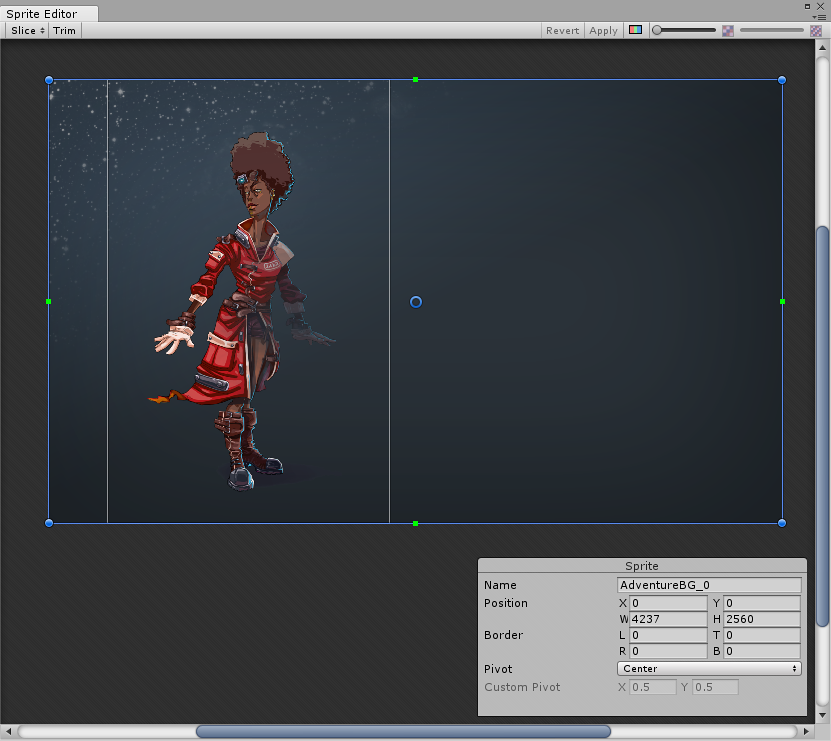 Sprite Editor
Slice Trim Revert Apply
Sprite
Name AdventureBG_0
Position X 0 Y 0
W 4237 H 2560
Border L 0 T 0
R 0 B 0
Pivot Center
Custom Pivot X 0.5 Y 0.5